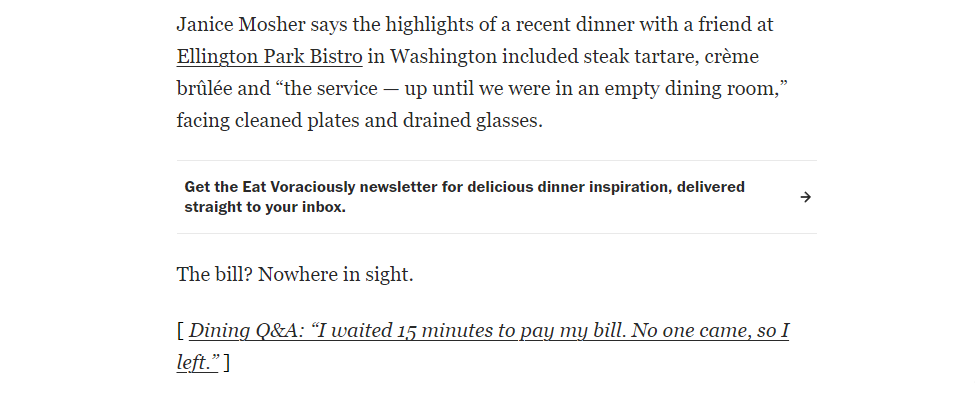 Janice Mosher says the highlights of a recent dinner with a friend at
Ellington Park Bistro in Washington included steak tartare, crème
brûlée and “the service — up until we were in an empty dining room,”
facing cleaned plates and drained glasses.
Get the Eat Voraciously newsletter for delicious dinner inspiration, delivered
straight to your inbox.
The bill? Nowhere in sight.
[ Dining Q&A: “I waited 15 minutes to pay my bill. No one came, so I
left.” ]